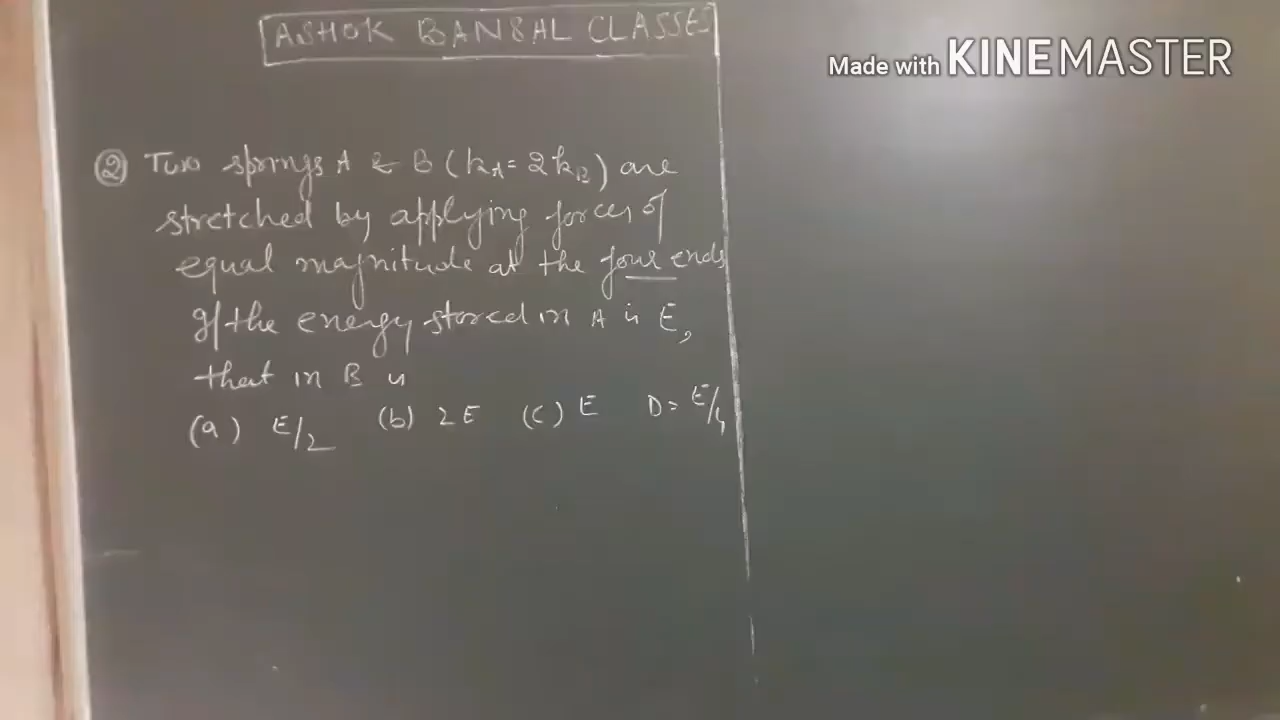 ASHOK BANSAL CLASSES
Made with KINEMASTER
② Two springs A & B (kA = 2kB) are
stretched by applying forces of
equal magnitude at the four ends
If the energy stored in A is E,
that in B is
(a) E/2 (b) 2E (c) E D = E/4